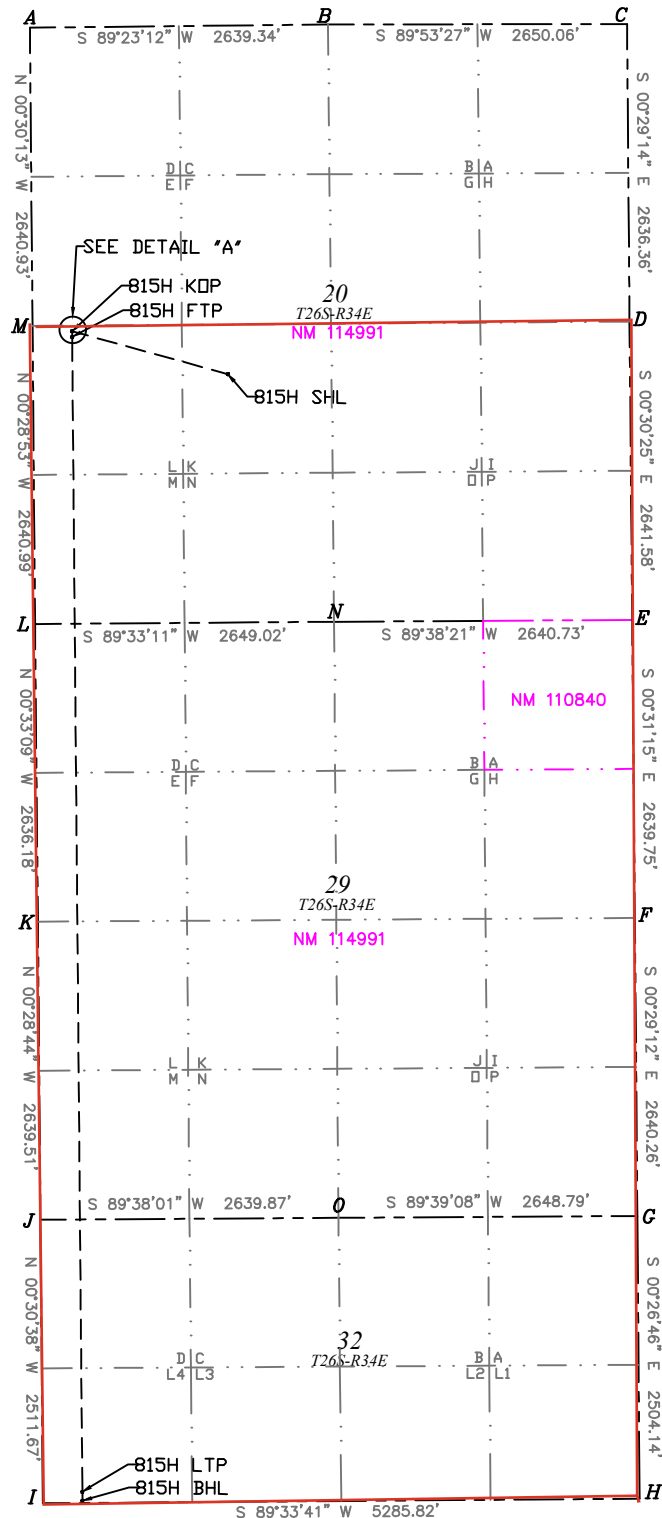 A B C
S 89°23'12" W 2639.34' S 89°53'27" W 2650.06'
N 00°30'13" W 2640.93'
S 00°29'14" E 2636.36'
D C
E F
B A
G H
SEE DETAIL "A"
815H KOP
815H FTP
20
T26S-R34E
NM 114991
M D
815H SHL
N 00°28'53" W 2640.99'
S 00°30'25" E 2641.58'
L K
M N
J I
O P
L N E
S 89°33'11" W 2649.02' S 89°38'21" W 2640.73'
NM 110840
N 00°33'09" W 2636.18'
S 00°31'15" E 2639.75'
D C
E F
B A
G H
29
T26S-R34E
NM 114991
K F
N 00°28'44" W 2639.51'
S 00°29'12" E 2640.26'
L K
M N
J I
O P
S 89°38'01" W 2639.87' S 89°39'08" W 2648.79'
J O G
N 00°30'38" W 2511.67'
S 00°26'46" E 2504.14'
32
T26S-R34E
D C
L4 L3
B A
L2 L1
815H LTP
815H BHL
I H
S 89°33'41" W 5285.82'